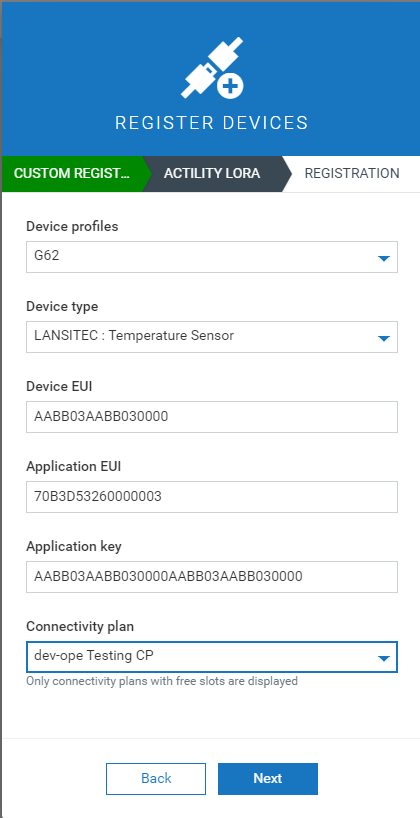 REGISTER DEVICES
CUSTOM REGIST... ACTILITY LORA REGISTRATION
Device profiles
G62
Device type
LANSITEC : Temperature Sensor
Device EUI
AABB03AABB030000
Application EUI
70B3D53260000003
Application key
AABB03AABB030000AABB03AABB030000
Connectivity plan
dev-ope Testing CP
Only connectivity plans with free slots are displayed
Back Next